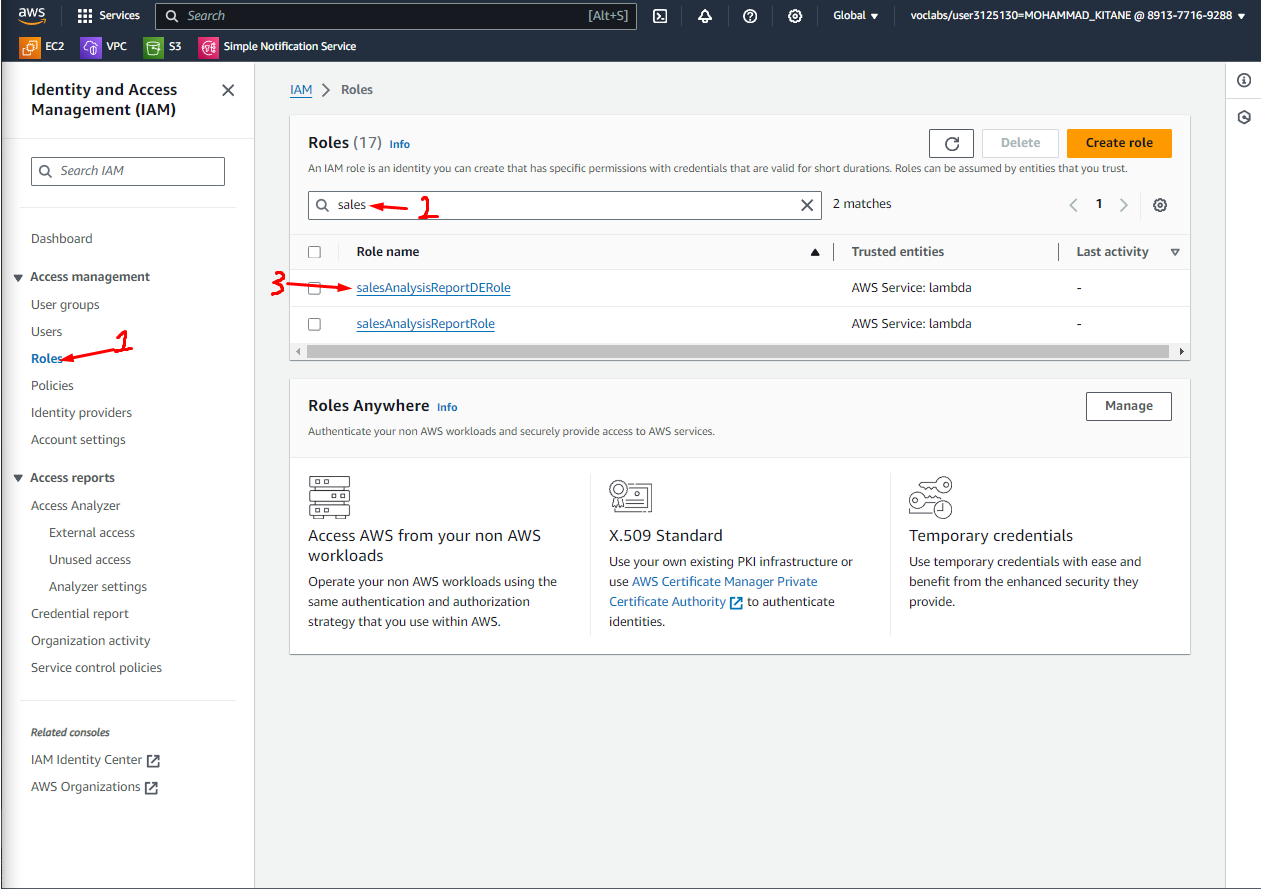 aws
Services
Search
[Alt+S]
Global
voclabs/user3125130=MOHAMMAD_KITANE @ 8913-7716-9288
EC2
VPC
S3
Simple Notification Service
Identity and Access
Management (IAM)
Search IAM
Dashboard
Access management
User groups
Users
Roles
1
Policies
Identity providers
Account settings
Access reports
Access Analyzer
External access
Unused access
Analyzer settings
Credential report
Organization activity
Service control policies
Related consoles
IAM Identity Center
AWS Organizations
IAM
Roles
Roles (17) Info
Delete
Create role
An IAM role is an identity you can create that has specific permissions with credentials that are valid for short durations. Roles can be assumed by entities that you trust.
sales
2
2 matches
1
Role name
Trusted entities
Last activity
3
salesAnalysisReportDERole
AWS Service: lambda
-
salesAnalysisReportRole
AWS Service: lambda
-
Roles Anywhere Info
Manage
Authenticate your non AWS workloads and securely provide access to AWS services.
Access AWS from your non AWS
workloads
Operate your non AWS workloads using the
same authentication and authorization
strategy that you use within AWS.
X.509 Standard
Use your own existing PKI infrastructure or
use AWS Certificate Manager Private
Certificate Authority to authenticate
identities.
Temporary credentials
Use temporary credentials with ease and
benefit from the enhanced security they
provide.